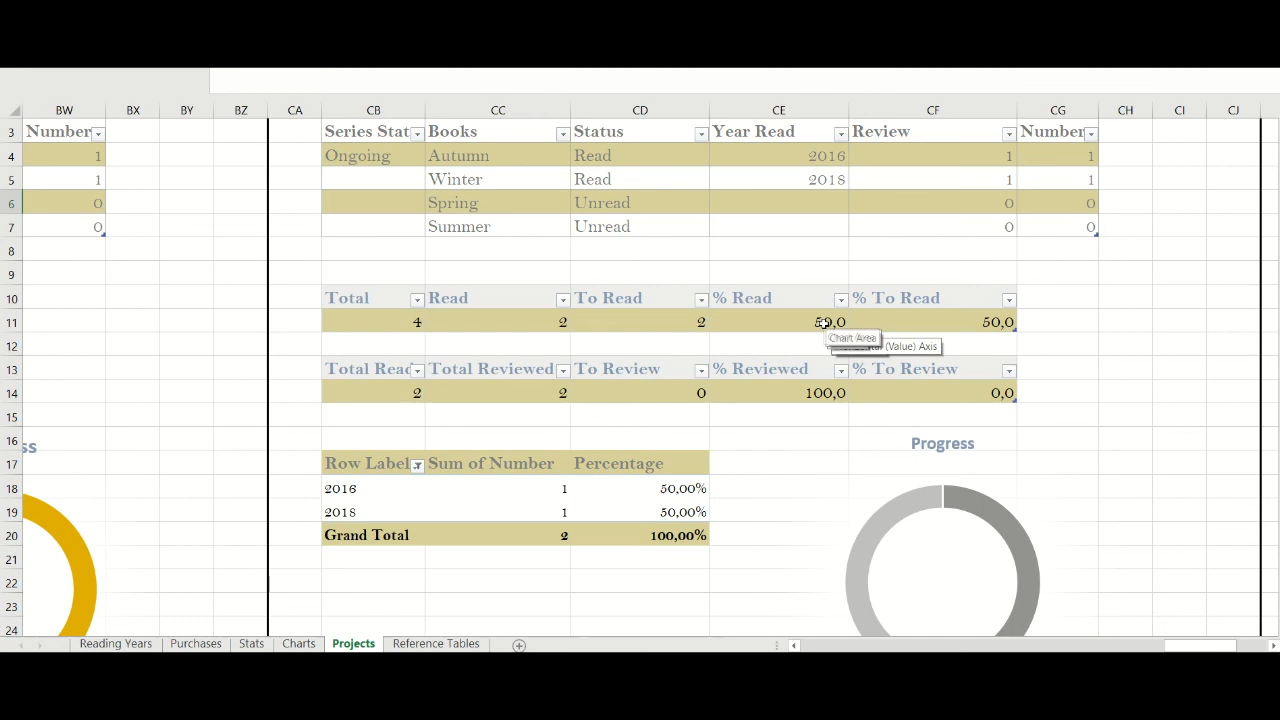 BW BX BY BZ CA CB CC CD CE CF CG CH CI CJ
3 Number Series Stat Books Status Year Read Review Number
4 1 Ongoing Autumn Read 2016 1 1
5 1 Winter Read 2018 1 1
6 0 Spring Unread 0 0
7 0 Summer Unread 0 0
8
9
10 Total Read To Read % Read % To Read
11 4 2 2 50,0 50,0
12 Chart Area (Value) Axis
13 Total Read Total Reviewed To Review % Reviewed % To Review
14 2 2 0 100,0 0,0
15
16 ss Progress
17 Row Label Sum of Number Percentage
18 2016 1 50,00%
19 2018 1 50,00%
20 Grand Total 2 100,00%
21
22
23
24
Reading Years Purchases Stats Charts Projects Reference Tables